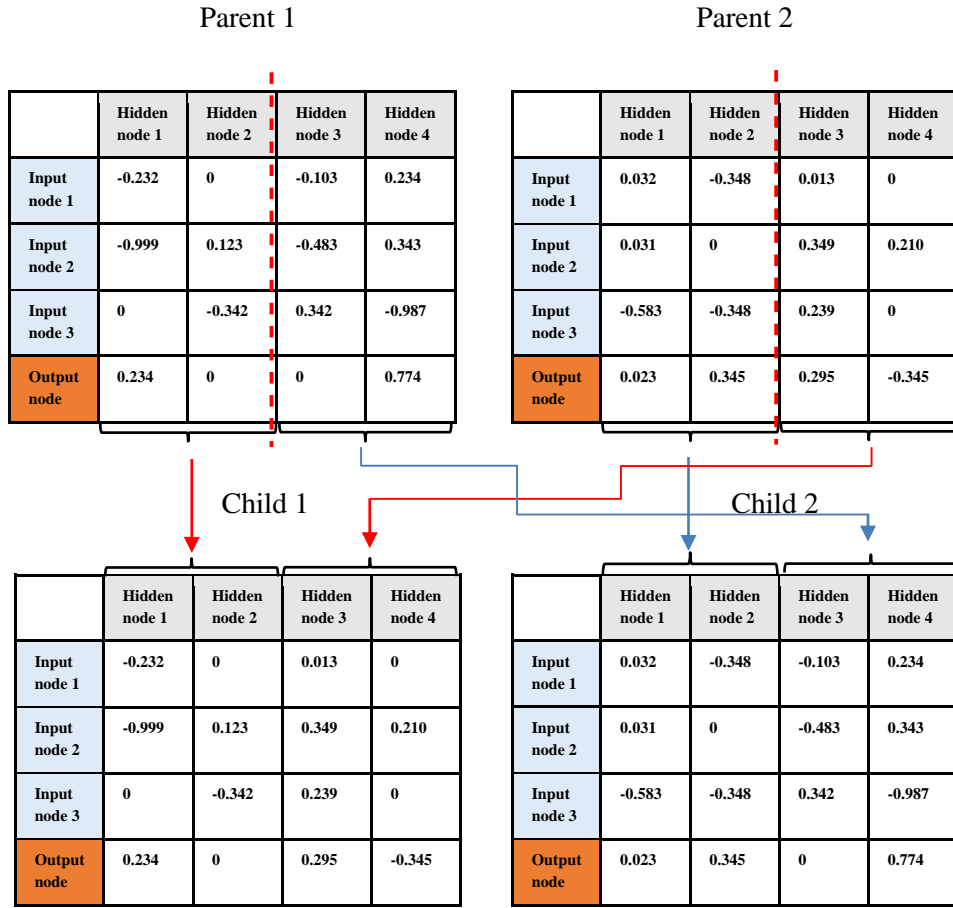 Parent 1
Parent 2
Hidden node 1 Hidden node 2 Hidden node 3 Hidden node 4
Input node 1 -0.232 0 -0.103 0.234
Input node 2 -0.999 0.123 -0.483 0.343
Input node 3 0 -0.342 0.342 -0.987
Output node 0.234 0 0 0.774
Hidden node 1 Hidden node 2 Hidden node 3 Hidden node 4
Input node 1 0.032 -0.348 0.013 0
Input node 2 0.031 0 0.349 0.210
Input node 3 -0.583 -0.348 0.239 0
Output node 0.023 0.345 0.295 -0.345
Child 1
Child 2
Hidden node 1 Hidden node 2 Hidden node 3 Hidden node 4
Input node 1 -0.232 0 0.013 0
Input node 2 -0.999 0.123 0.349 0.210
Input node 3 0 -0.342 0.239 0
Output node 0.234 0 0.295 -0.345
Hidden node 1 Hidden node 2 Hidden node 3 Hidden node 4
Input node 1 0.032 -0.348 -0.103 0.234
Input node 2 0.031 0 -0.483 0.343
Input node 3 -0.583 -0.348 0.342 -0.987
Output node 0.023 0.345 0 0.774